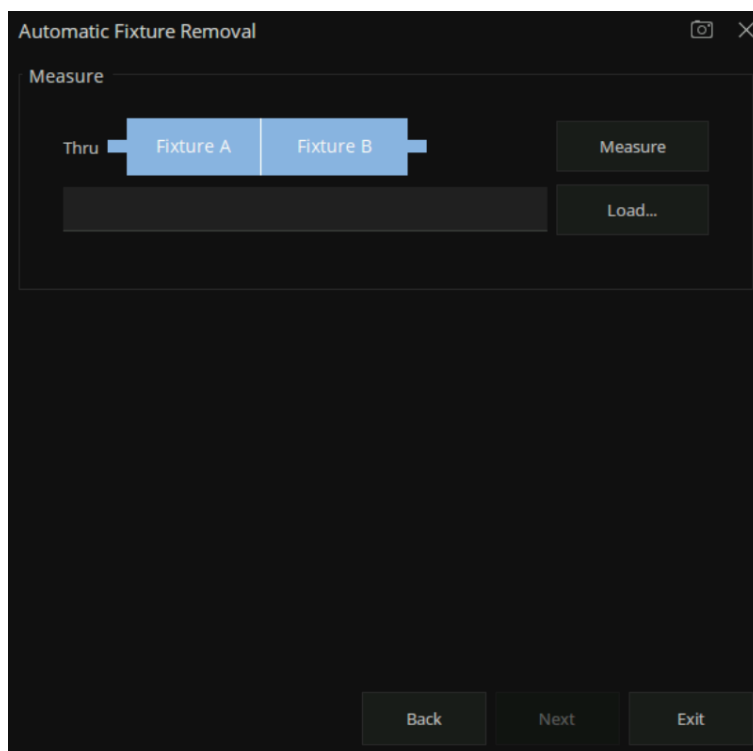 Automatic Fixture Removal
Measure
Thru Fixture A Fixture B Measure
Load...
Back Next Exit